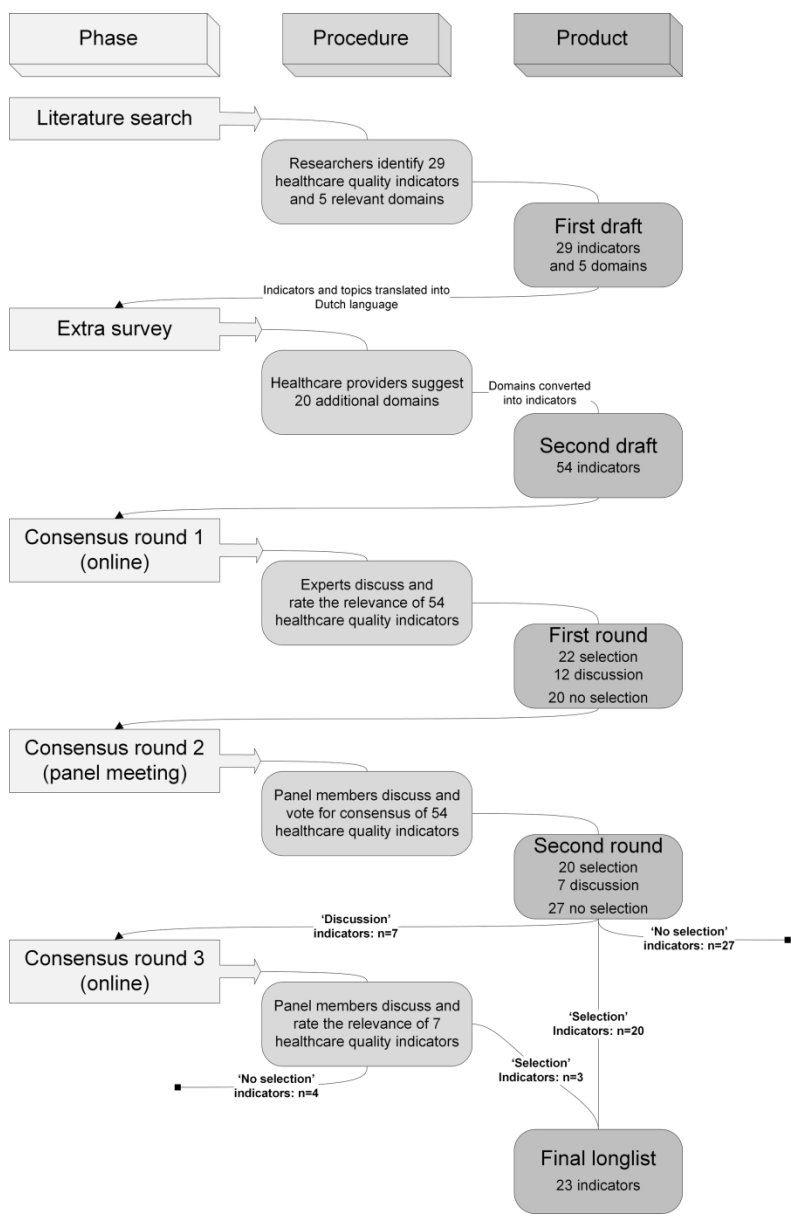 Phase
Procedure
Product
Literature search
Researchers identify 29
healthcare quality indicators
and 5 relevant domains
First draft
29 indicators
and 5 domains
Indicators and topics translated into
Dutch language
Extra survey
Healthcare providers suggest
20 additional domains
Domains converted
into indicators
Second draft
54 indicators
Consensus round 1
(online)
Experts discuss and
rate the relevance of 54
healthcare quality indicators
First round
22 selection
12 discussion
20 no selection
Consensus round 2
(panel meeting)
Panel members discuss and
vote for consensus of 54
healthcare quality indicators
Second round
20 selection
7 discussion
27 no selection
‘Discussion’
indicators: n=7
‘No selection’
indicators: n=27
Consensus round 3
(online)
Panel members discuss and
rate the relevance of 7
healthcare quality indicators
‘Selection’
Indicators: n=20
‘No selection’
indicators: n=4
‘Selection’
Indicators: n=3
Final longlist
23 indicators